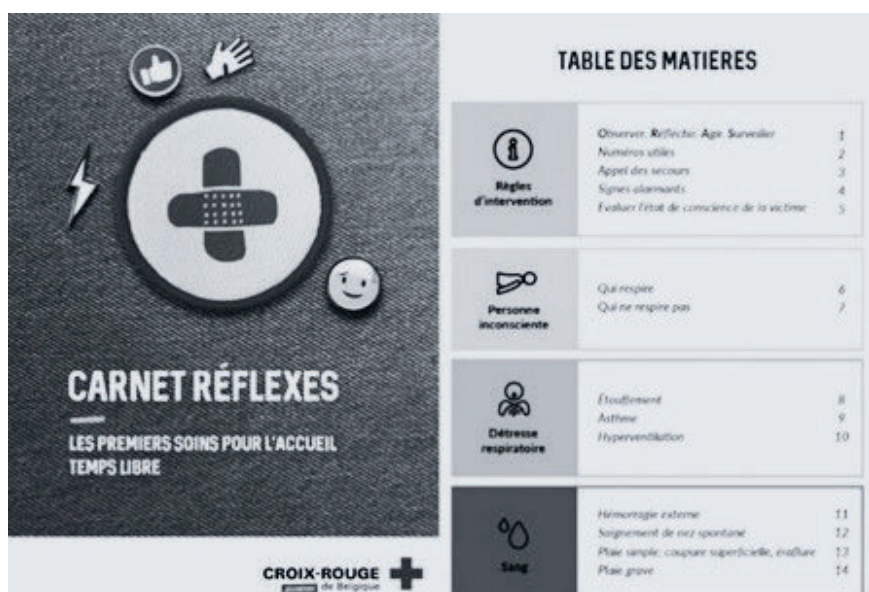 CARNET RÉFLEXES
LES PREMIERS SOINS POUR L'ACCUEIL
TEMPS LIBRE
CROIX-ROUGE
de Belgique
TABLE DES MATIERES
Règles
d'intervention
Observer, Réfléchir, Agir, Surveiller 1
Numéros utiles 2
Appel des secours 3
Signes alarmants 4
Evaluer l'état de conscience de la victime 5
Personne
inconsciente
Qui respire 6
Qui ne respire pas 7
Détresse
respiratoire
Étouffement 8
Asthme 9
Hyperventilation 10
Sang
Hémorragie externe 11
Saignement de nez spontané 12
Plaie simple: coupure superficielle, éraflure 13
Plaie grave 14